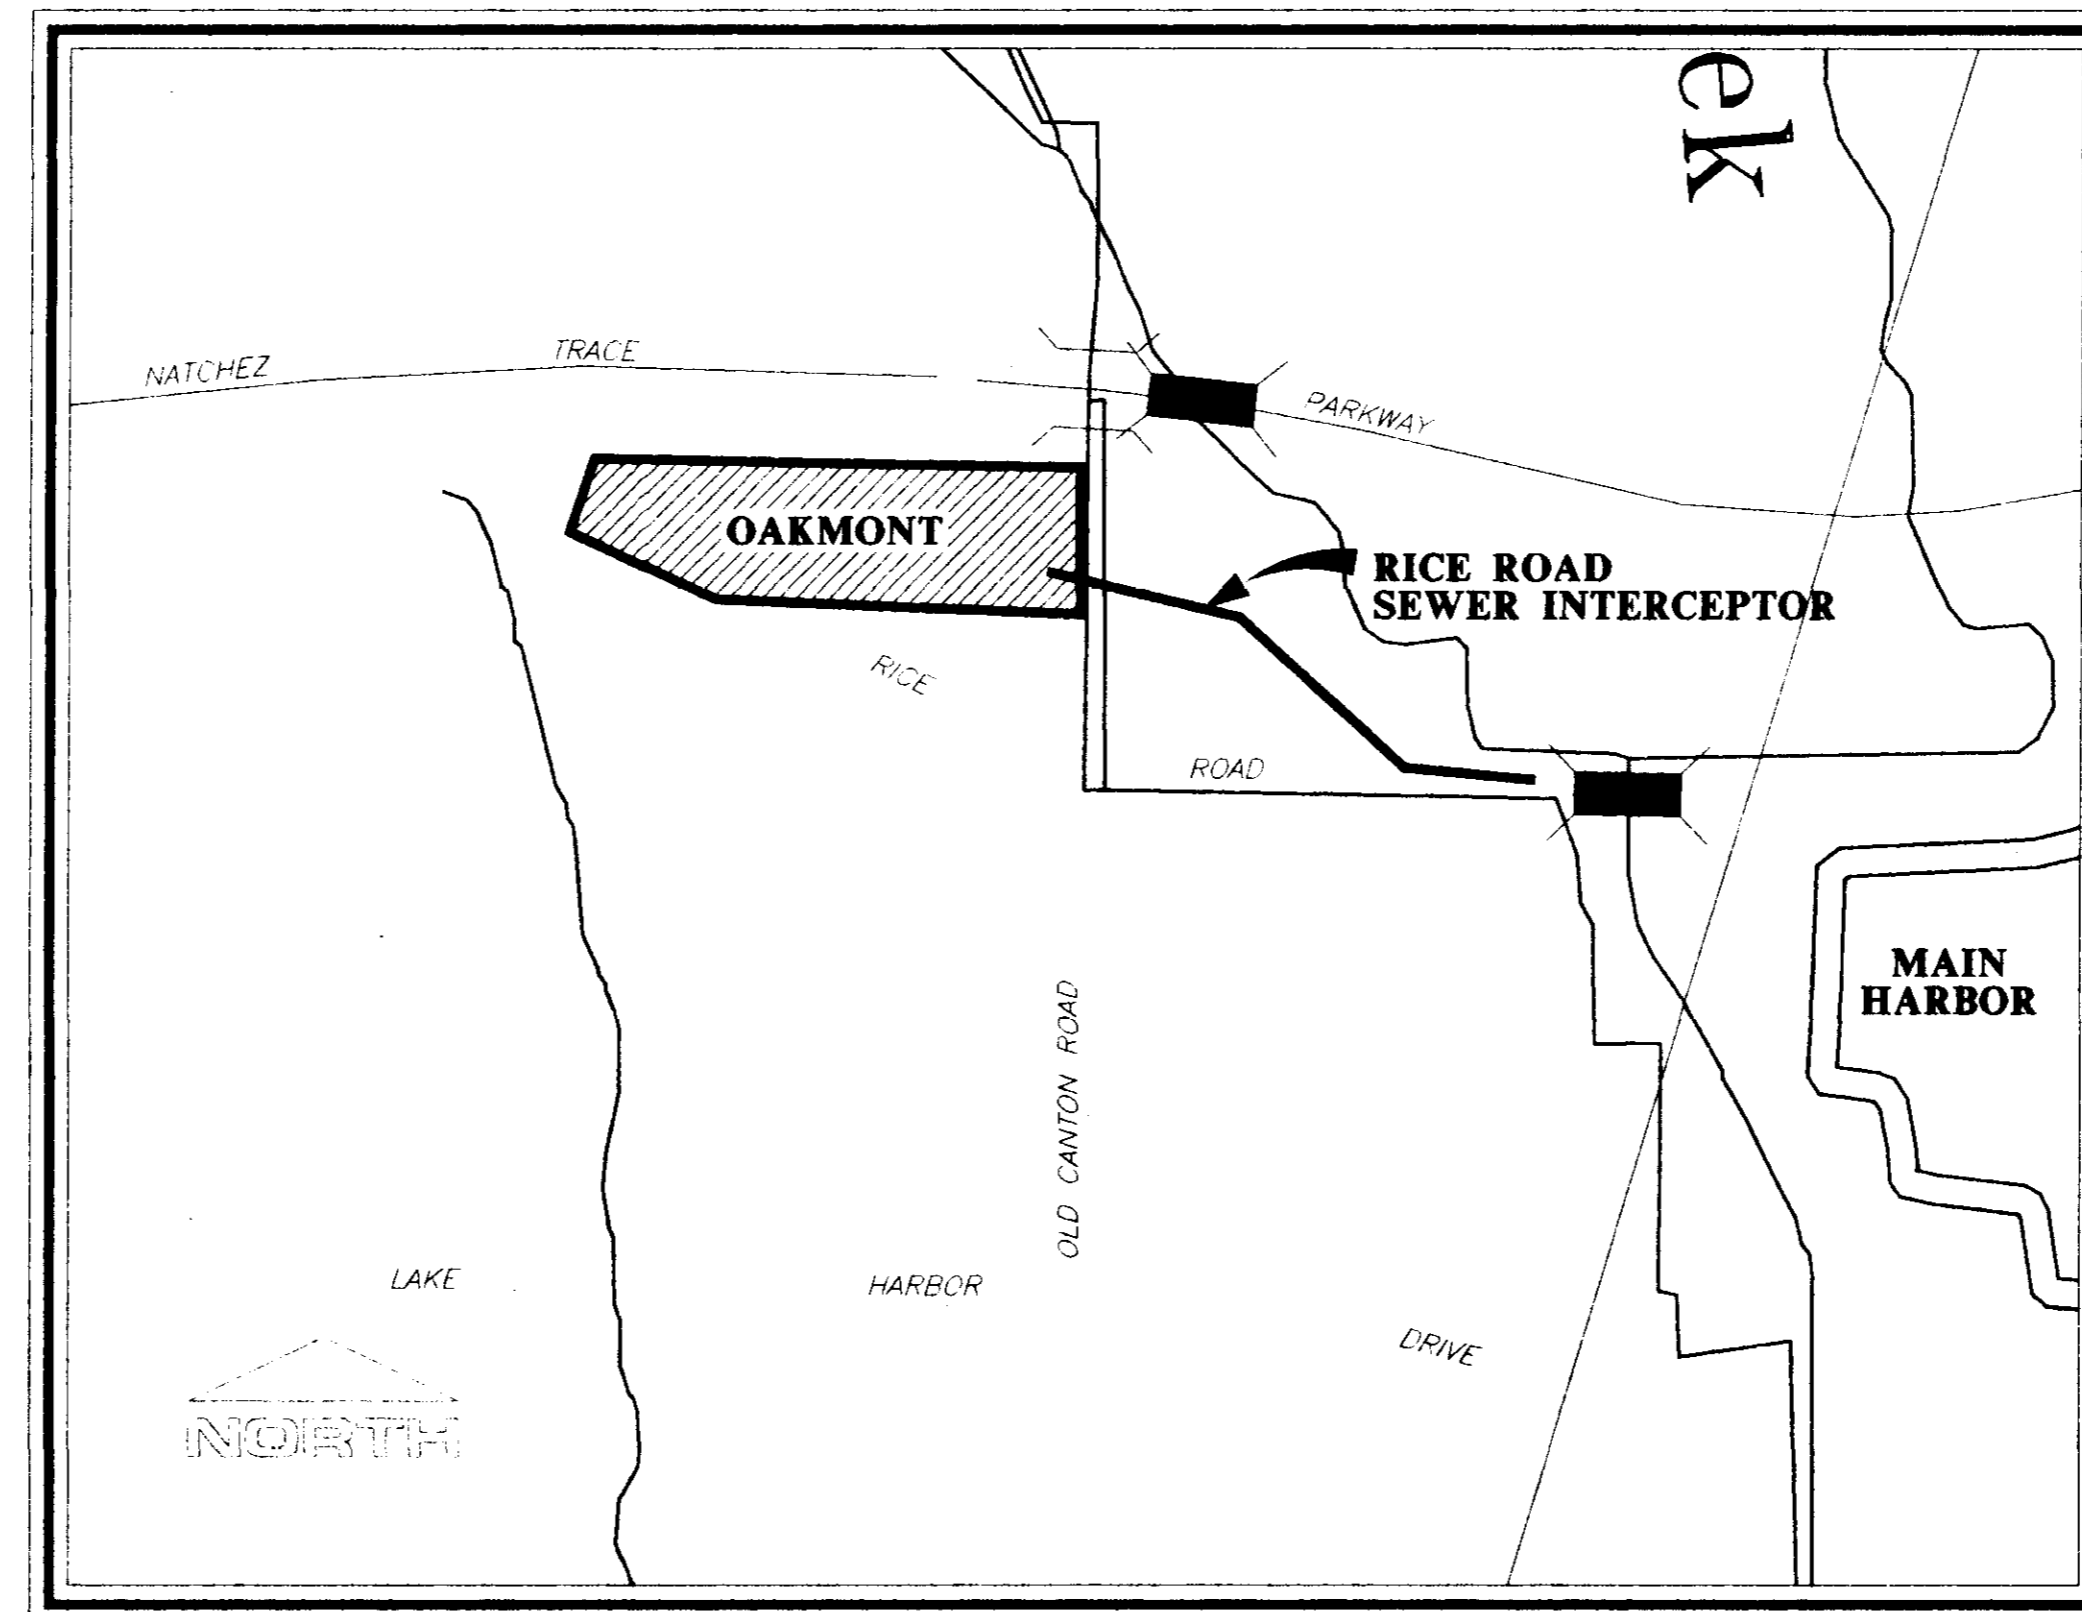 ek
NATCHEZ TRACE PARKWAY
OAKMONT
RICE ROAD
SEWER INTERCEPTOR
RICE ROAD
MAIN
HARBOR
OLD CANTON ROAD
LAKE HARBOR DRIVE
NORTH